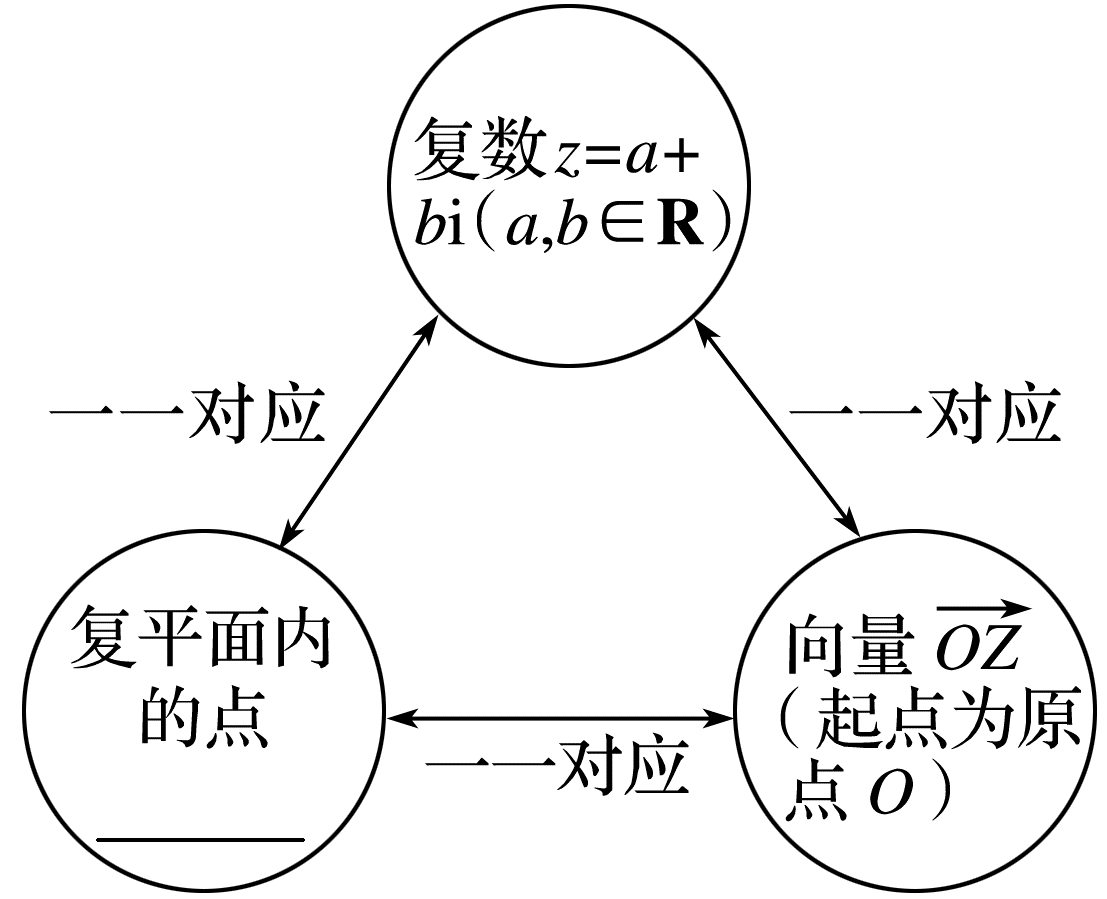 复数z=a+
bi(a,b∈R)
一一对应
一一对应
复平面内
的点
向量 \overrightarrow{OZ}
(起点为原
点 O)
一一对应